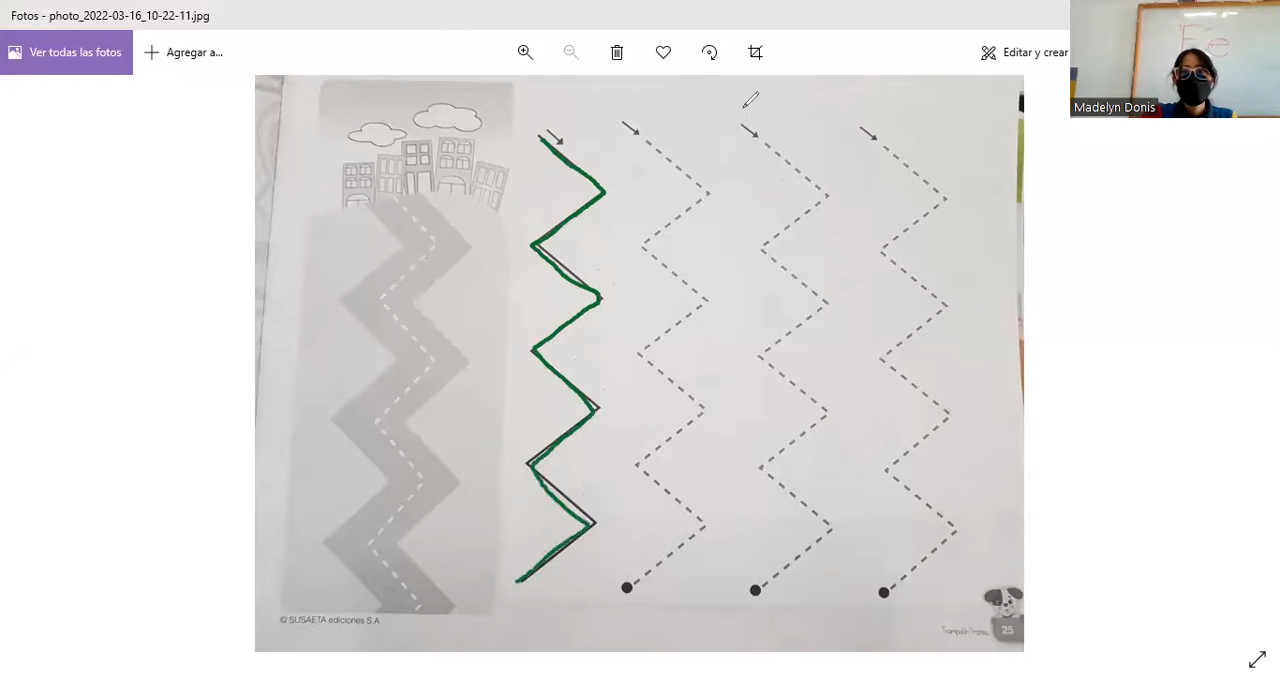 Fotos - photo_2022-03-16_10-22-11.jpg
Ver todas las fotos
Agregar a...
Editar y crear
Ee
Madelyn Donis
© SUSAETA ediciones S.A.
25